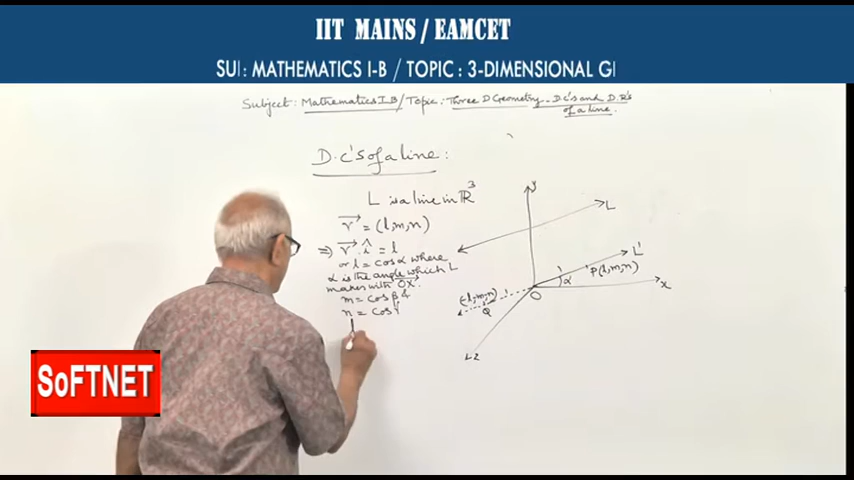 IIT MAINS / EAMCET
SUI : MATHEMATICS I-B / TOPIC : 3-DIMENSIONAL GI
Subject : Mathematics I B / Topic : Three D Geometry - D.C's and D.R's
of a line.
D.C'S of a line :
L is a line in R³
r⃗ = (l, m, n)
⇒ r⃗ . î = l
or l = cos α where
α is the angle which L
makes with OX⃗.
m = cos β &
n = cos γ
Y
L
L'
P(l, m, n)
α
X
O
(-l, m, n)
Q
Z
SoFTNET